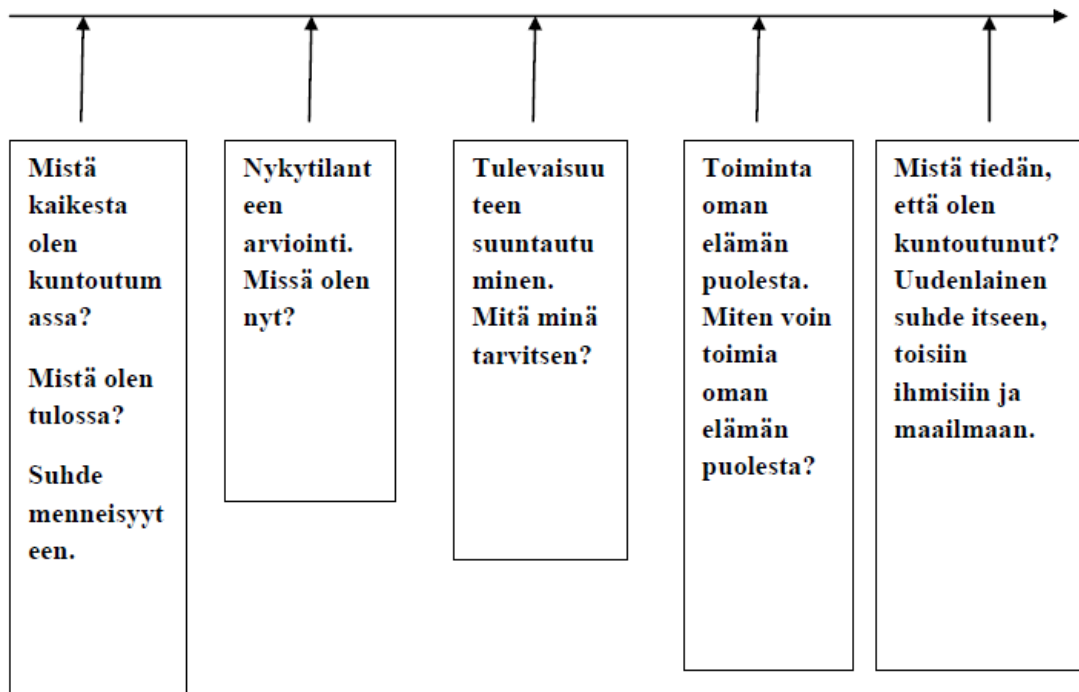 Mistä
kaikesta
olen
kuntoutum
assa?
Mistä olen
tulossa?
Suhde
menneisyyt
een.
Nykytilant
een
arviointi.
Missä olen
nyt?
Tulevaisuu
teen
suuntautu
minen.
Mitä minä
tarvitsen?
Toiminta
oman
elämän
puolesta.
Miten voin
toimia
oman
elämän
puolesta?
Mistä tiedän,
että olen
kuntoutunut?
Uudenlainen
suhde itseen,
toisiin
ihmisiin ja
maailmaan.